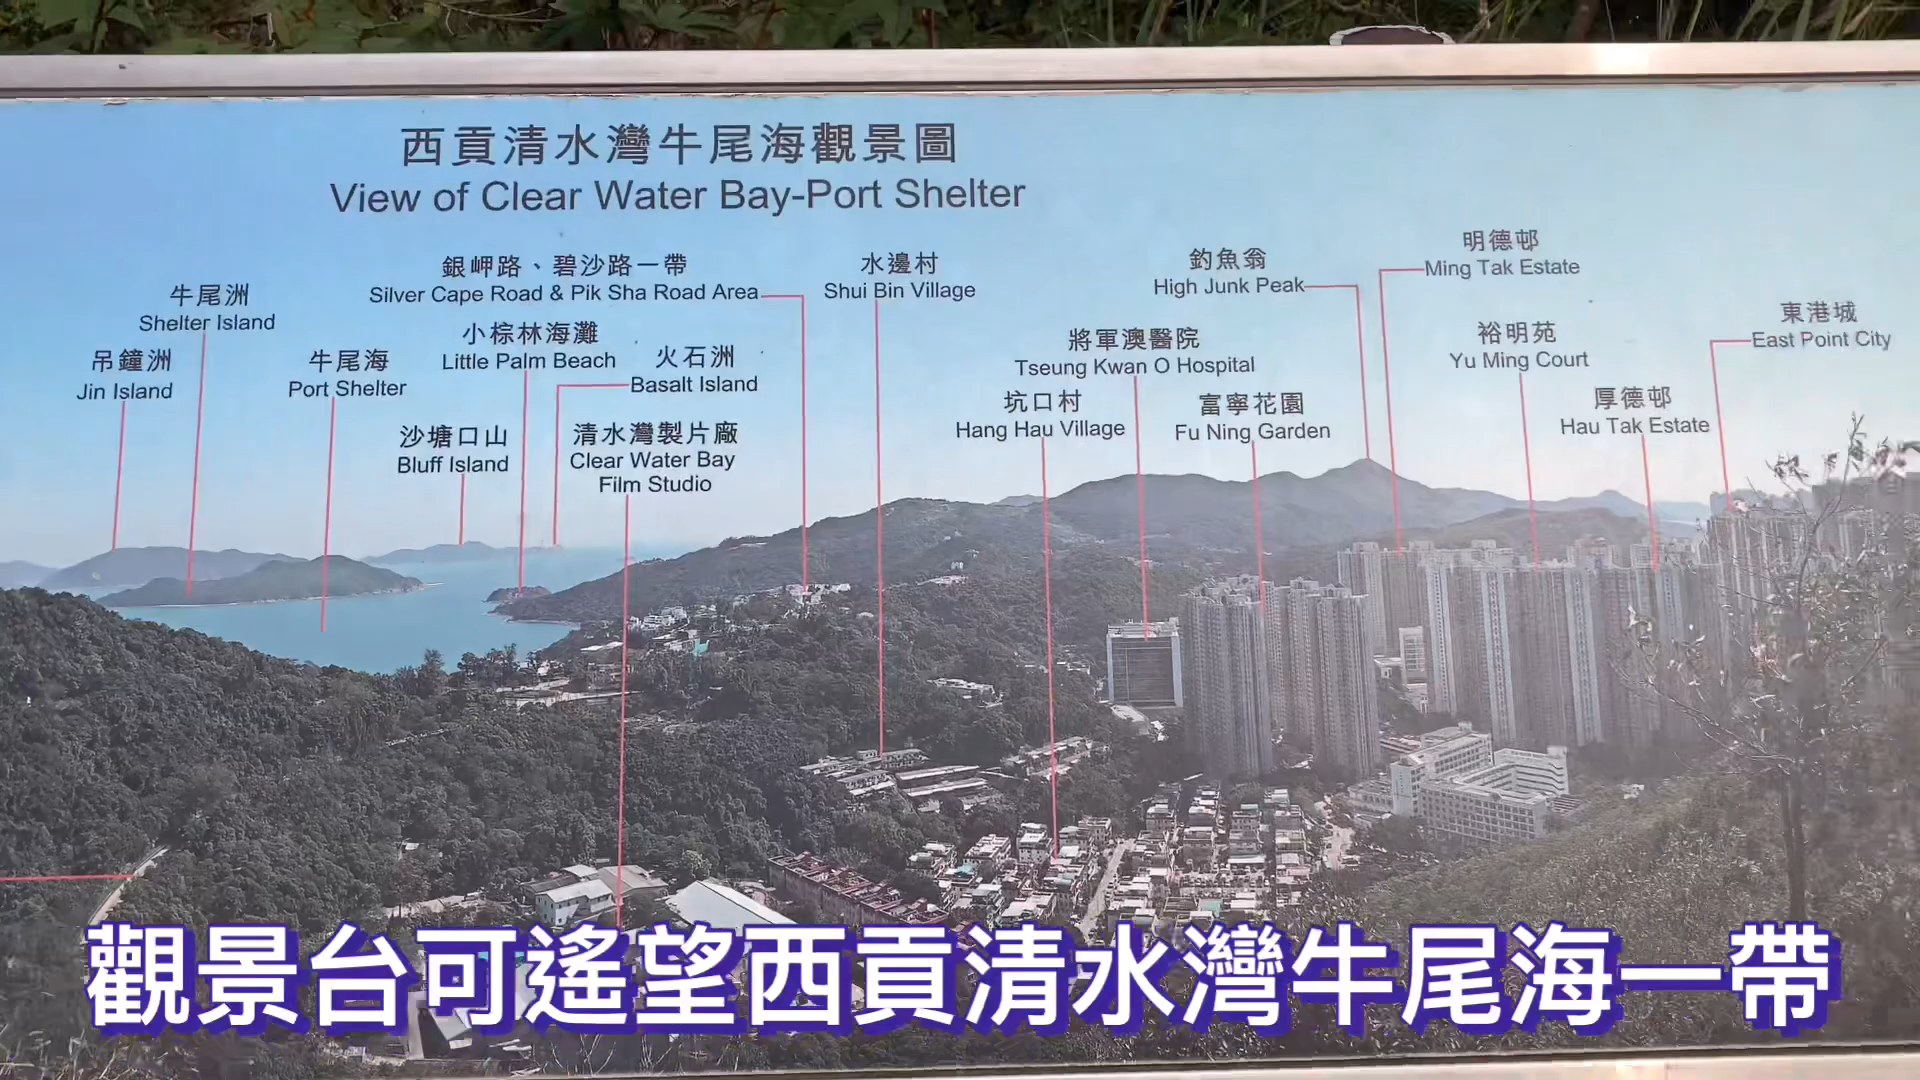 西貢清水灣牛尾海觀景圖
View of Clear Water Bay-Port Shelter
吊鐘洲
Jin Island
牛尾洲
Shelter Island
牛尾海
Port Shelter
銀岬路、碧沙路一帶
Silver Cape Road & Pik Sha Road Area
小棕林海灘
Little Palm Beach
火石洲
Basalt Island
沙塘口山
Bluff Island
清水灣製片廠
Clear Water Bay
Film Studio
水邊村
Shui Bin Village
坑口村
Hang Hau Village
將軍澳醫院
Tseung Kwan O Hospital
釣魚翁
High Junk Peak
富寧花園
Fu Ning Garden
明德邨
Ming Tak Estate
裕明苑
Yu Ming Court
厚德邨
Hau Tak Estate
東港城
East Point City
觀景台可遙望西貢清水灣牛尾海一帶